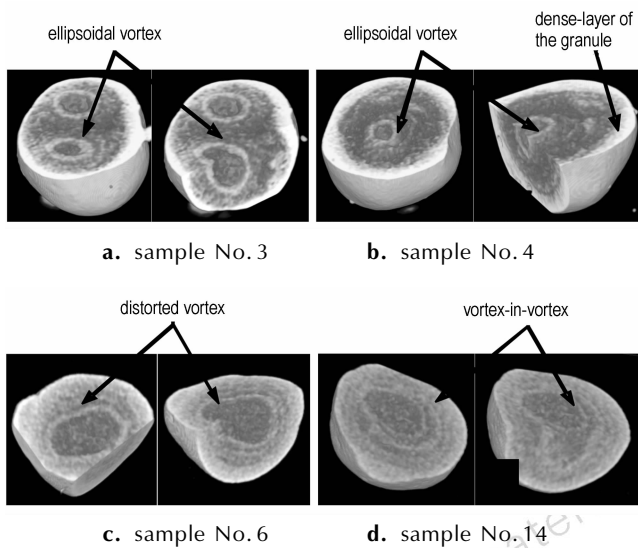 ellipsoidal vortex
ellipsoidal vortex
dense-layer of
the granule
a. sample No. 3
b. sample No. 4
distorted vortex
vortex-in-vortex
c. sample No. 6
d. sample No. 14